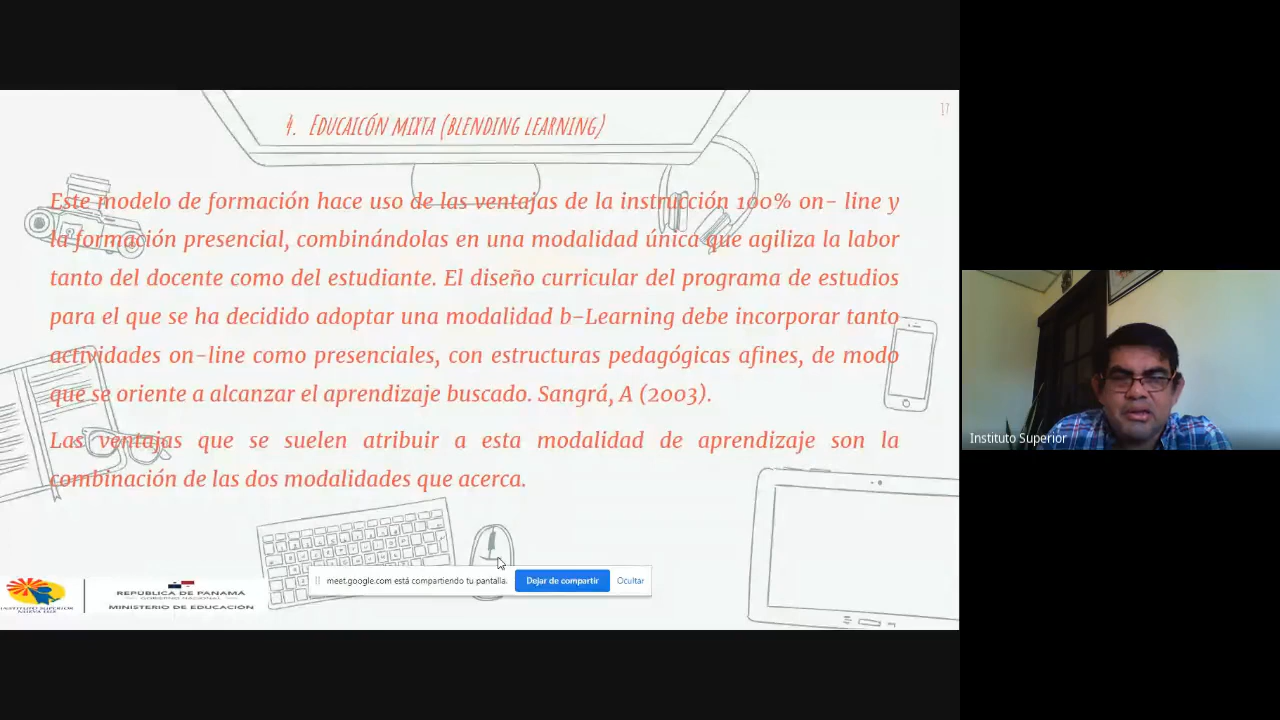 4. Educaicón mixta (blending learning)
17
Este modelo de formación hace uso de las ventajas de la instrucción 100% on- line y
la formación presencial, combinándolas en una modalidad única que agiliza la labor
tanto del docente como del estudiante. El diseño curricular del programa de estudios
para el que se ha decidido adoptar una modalidad b-Learning debe incorporar tanto
actividades on-line como presenciales, con estructuras pedagógicas afines, de modo
que se oriente a alcanzar el aprendizaje buscado. Sangrá, A (2003).
Las ventajas que se suelen atribuir a esta modalidad de aprendizaje son la
combinación de las dos modalidades que acerca.
Instituto Superior
meet.google.com está compartiendo tu pantalla.
Dejar de compartir
Ocultar
INSTITUTO SUPERIOR
REPÚBLICA DE PANAMÁ
GOBIERNO NACIONAL
MINISTERIO DE EDUCACIÓN